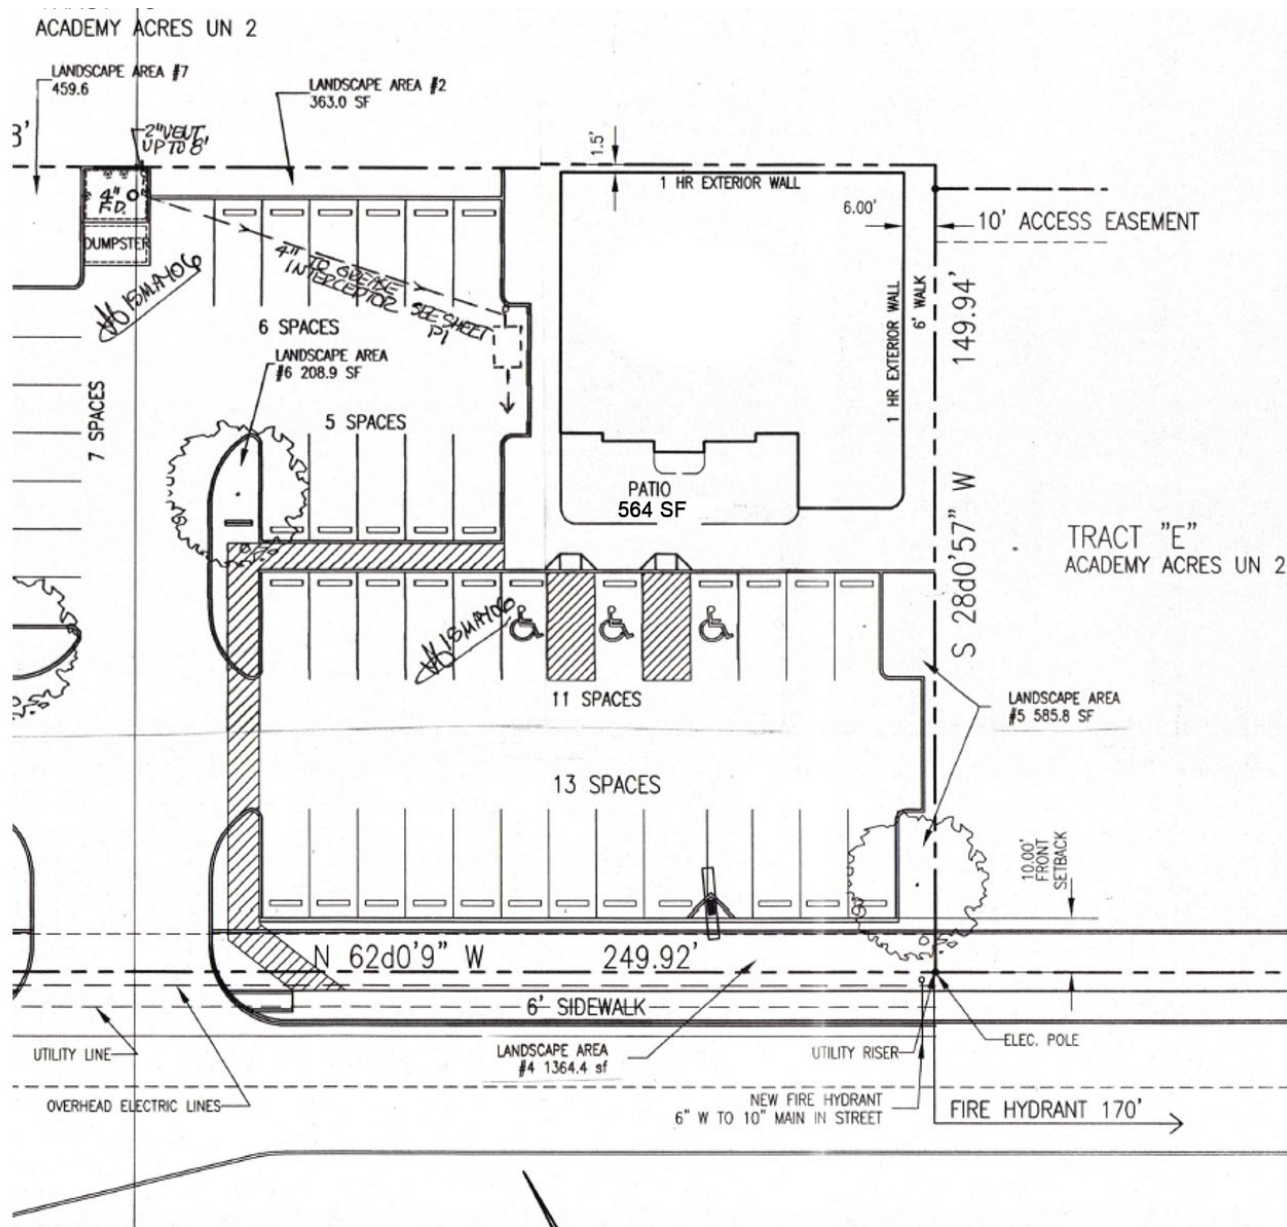 ACADEMY ACRES UN 2
LANDSCAPE AREA #7
459.6
LANDSCAPE AREA #2
363.0 SF
2"VENT
UP TO 8'
8'
1.5'
1 HR EXTERIOR WALL
6.00'
10' ACCESS EASEMENT
4"
F.D.
DUMPSTER
4" TO GREASE
INTERCEPTOR SEE SHEET
P1
18MAY06
6 SPACES
7 SPACES
LANDSCAPE AREA
#6 208.9 SF
5 SPACES
1 HR EXTERIOR WALL
6' WALK
S 28d0'57" W 149.94'
PATIO
564 SF
TRACT "E"
ACADEMY ACRES UN 2
18MAY06
11 SPACES
LANDSCAPE AREA
#5 585.8 SF
13 SPACES
10.00'
FRONT
SETBACK
N 62d0'9" W 249.92'
6' SIDEWALK
UTILITY LINE
LANDSCAPE AREA
#4 1364.4 sf
UTILITY RISER
ELEC. POLE
OVERHEAD ELECTRIC LINES
NEW FIRE HYDRANT
6" W TO 10" MAIN IN STREET
FIRE HYDRANT 170'